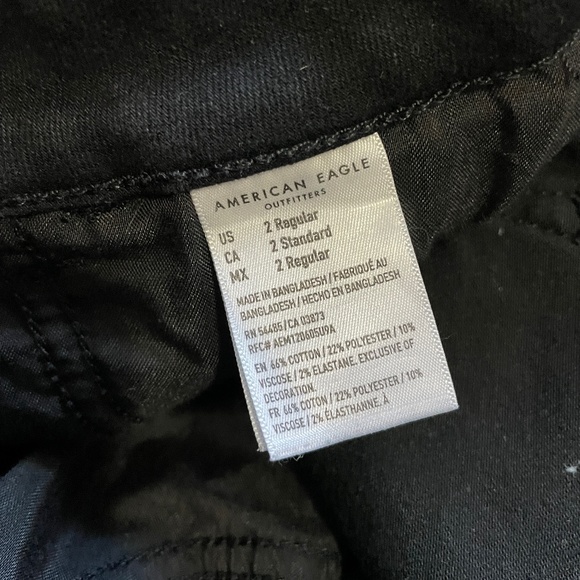 AMERICAN EAGLE
OUTFITTERS
US 2 Regular
CA 2 Standard
MX 2 Regular
MADE IN BANGLADESH / FABRIQUÉ AU
BANGLADESH / HECHO EN BANGLADESH
RN 54485 / CA 03873
RFC# AEM120605U9A
EN 66% COTTON / 22% POLYESTER / 10%
VISCOSE / 2% ELASTANE. EXCLUSIVE OF
DECORATION.
FR 66% COTON / 22% POLYESTER / 10%
VISCOSE / 2% ÉLASTHANNE. À